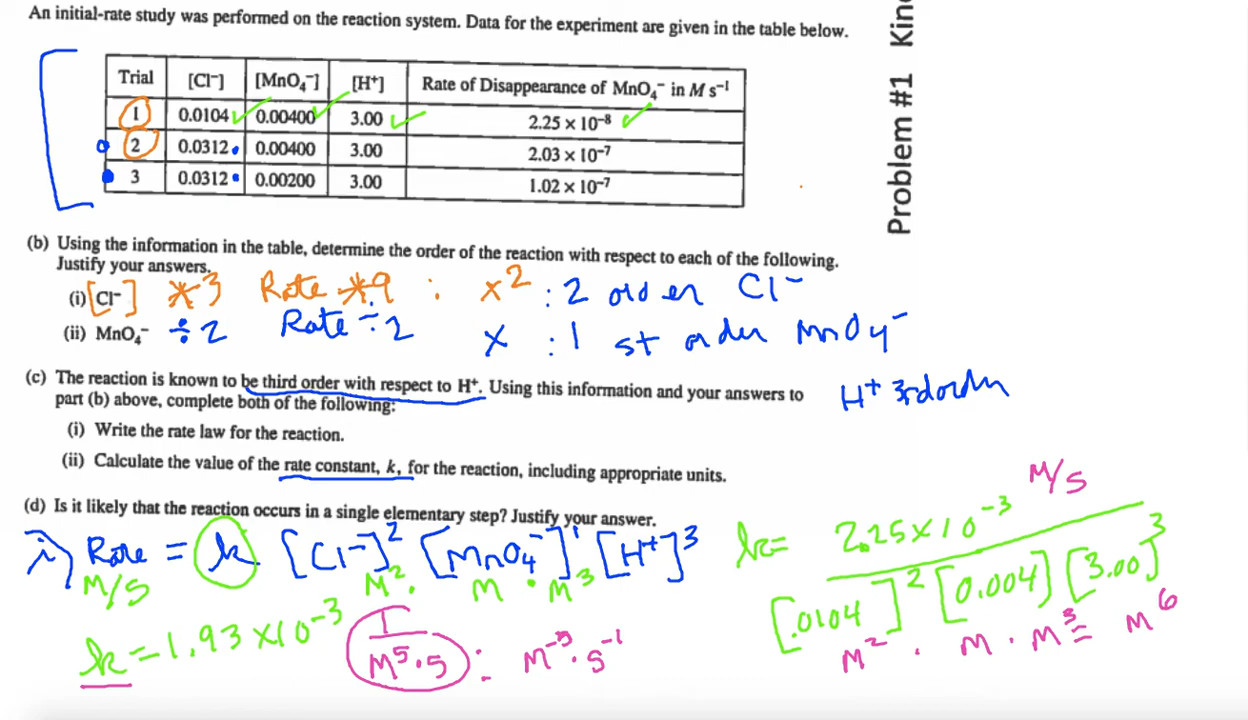 An initial-rate study was performed on the reaction system. Data for the experiment are given in the table below.
Trial [Cl⁻] [MnO₄⁻] [H⁺] Rate of Disappearance of MnO₄⁻ in M s⁻¹
1 0.0104 0.00400 3.00 2.25 × 10⁻⁸
2 0.0312 0.00400 3.00 2.03 × 10⁻⁷
3 0.0312 0.00200 3.00 1.02 × 10⁻⁷
Problem #1 Kin
(b) Using the information in the table, determine the order of the reaction with respect to each of the following.
Justify your answers.
(i) [Cl⁻] *3 Rate *9 : x² : 2 order Cl⁻
(ii) MnO₄⁻ ÷2 Rate ÷2 x : 1 st order MnO4⁻
(c) The reaction is known to be third order with respect to H⁺. Using this information and your answers to
part (b) above, complete both of the following:
H⁺ 3rd order
(i) Write the rate law for the reaction.
(ii) Calculate the value of the rate constant, k, for the reaction, including appropriate units.
(d) Is it likely that the reaction occurs in a single elementary step? Justify your answer.
i) Rate = k [Cl⁻]² [MnO4⁻]¹ [H⁺]³
M/S M² · M · M³
k = 1.93 ×10⁻³ 1 / M⁵·s : M⁻⁵·s⁻¹
M/S
k = 2.25×10⁻³
[.0104]² [0.004] [3.00]³
M² · M · M³ = M⁶